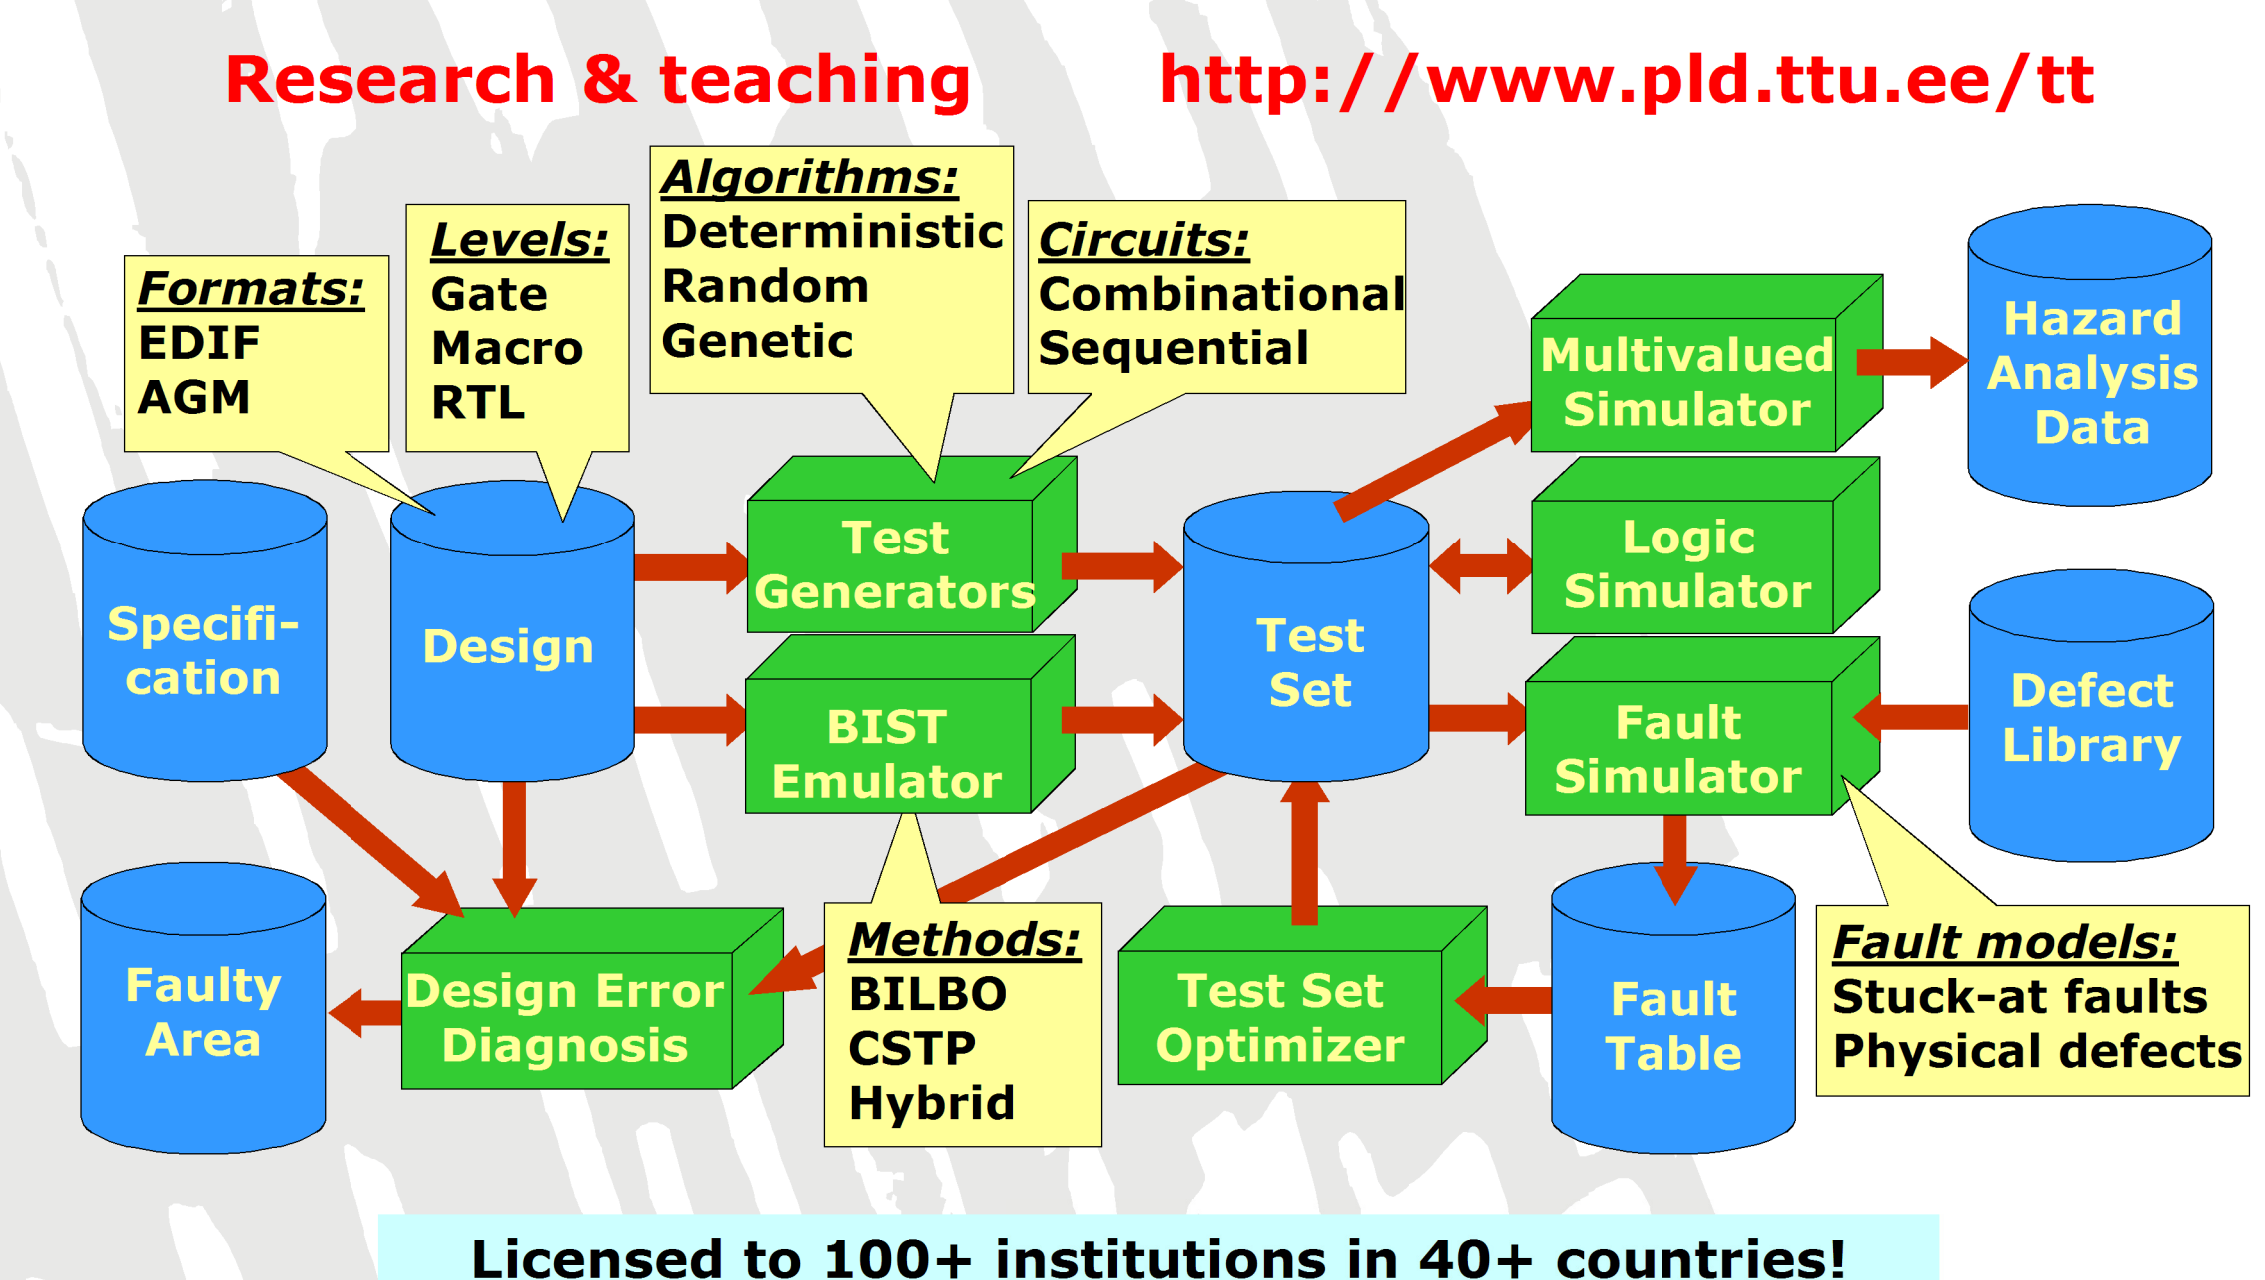 Research & teaching
http://www.pld.ttu.ee/tt
Formats:
EDIF
AGM
Levels:
Gate
Macro
RTL
Algorithms:
Deterministic
Random
Genetic
Circuits:
Combinational
Sequential
Multivalued
Simulator
Hazard
Analysis
Data
Specifi-
cation
Design
Test
Generators
Test
Set
Logic
Simulator
BIST
Emulator
Fault
Simulator
Defect
Library
Faulty
Area
Design Error
Diagnosis
Methods:
BILBO
CSTP
Hybrid
Test Set
Optimizer
Fault
Table
Fault models:
Stuck-at faults
Physical defects
Licensed to 100+ institutions in 40+ countries!